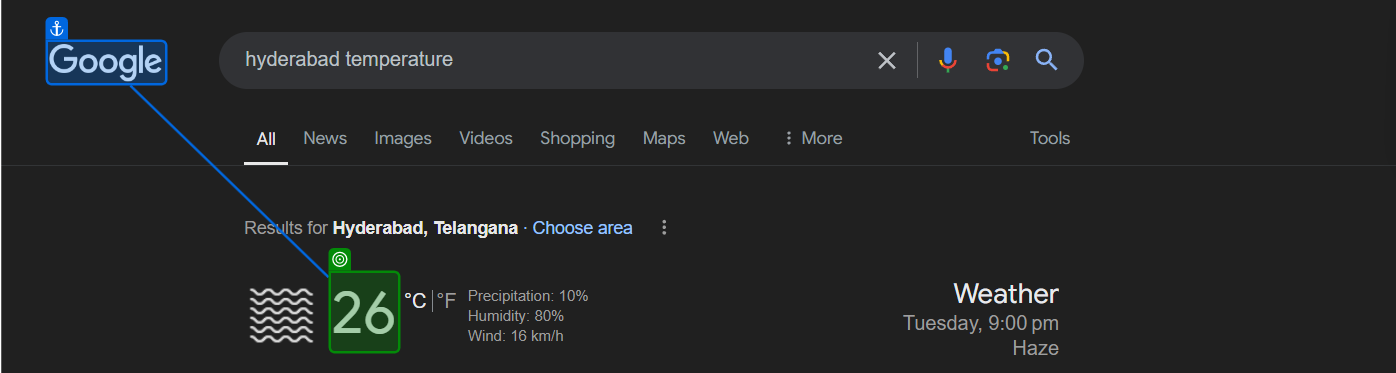 Google
hyderabad temperature
All News Images Videos Shopping Maps Web More Tools
Results for Hyderabad, Telangana · Choose area
26 °C | °F
Precipitation: 10%
Humidity: 80%
Wind: 16 km/h
Weather
Tuesday, 9:00 pm
Haze